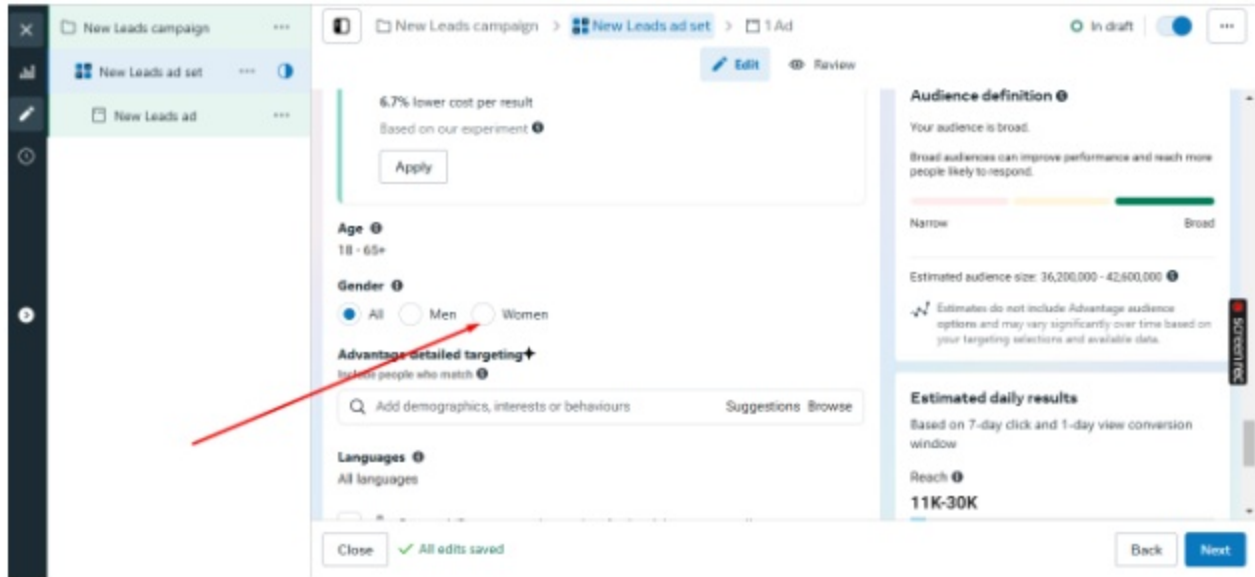 New Leads campaign ...
New Leads ad set ...
New Leads ad ...
New Leads campaign > New Leads ad set > 1 Ad
In draft ...
Edit Review
6.7% lower cost per result
Based on our experiment
Apply
Age
18 - 65+
Gender
All Men Women
Advantage detailed targeting
Include people who match
Add demographics, interests or behaviours Suggestions Browse
Languages
All languages
Close All edits saved
Audience definition
Your audience is broad.
Broad audiences can improve performance and reach more
people likely to respond.
Narrow Broad
Estimated audience size: 36,200,000 - 42,600,000
Estimates do not include Advantage audience
options and may vary significantly over time based on
your targeting selections and available data.
Estimated daily results
Based on 7-day click and 1-day view conversion
window
Reach
11K-30K
Back Next
screenrec